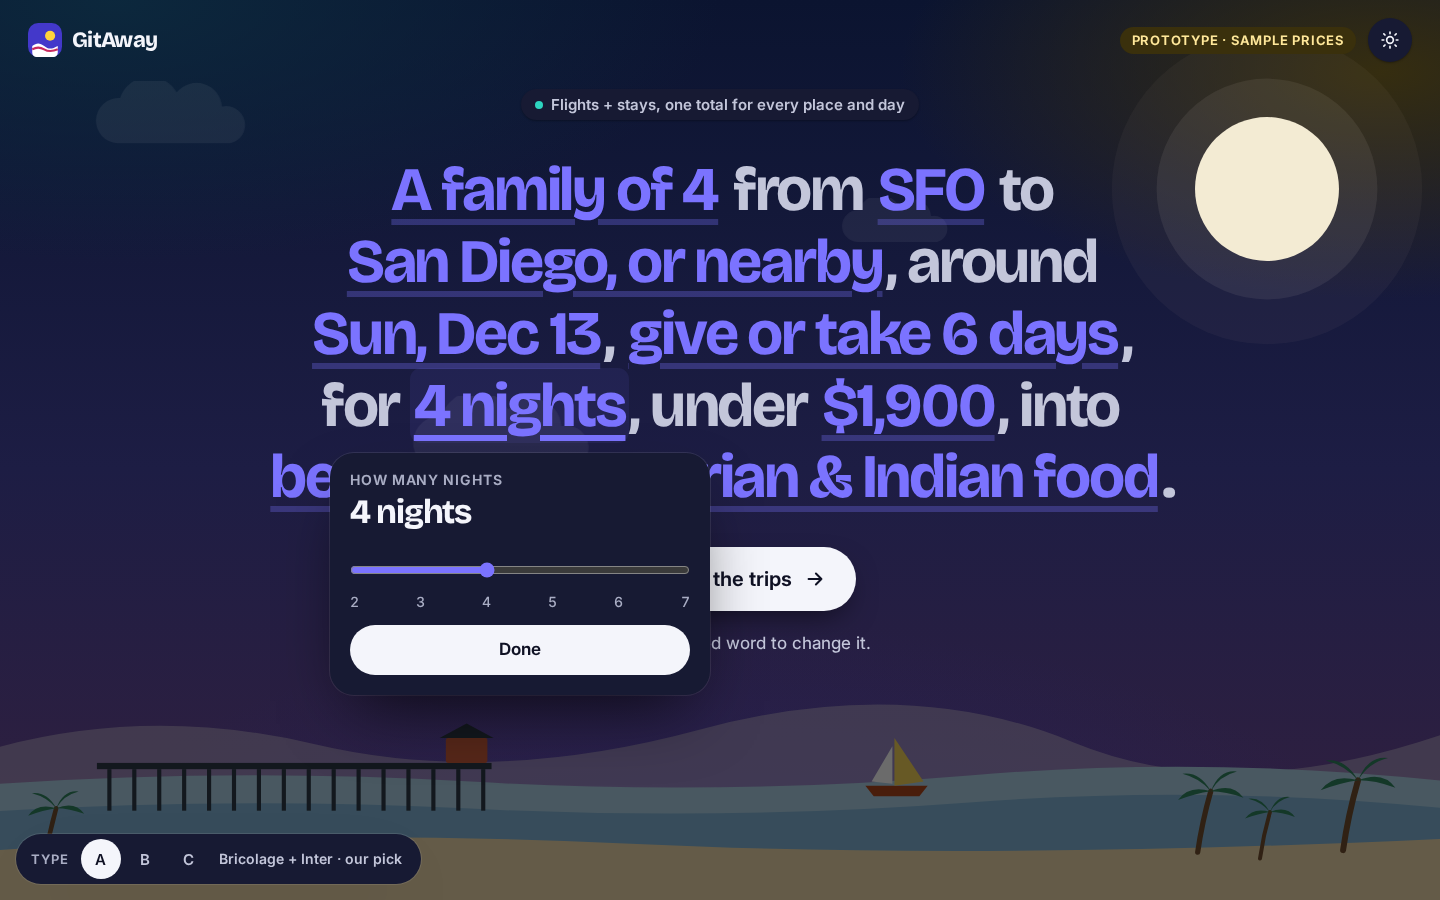 GitAway
PROTOTYPE · SAMPLE PRICES
Flights + stays, one total for every place and day
A family of 4 from SFO to
San Diego, or nearby, around
Sun, Dec 13, give or take 6 days,
for 4 nights, under $1,900, into
& Indian food.
HOW MANY NIGHTS
4 nights
2 3 4 5 6 7
Done
the trips →
word to change it.
TYPE A B C Bricolage + Inter · our pick